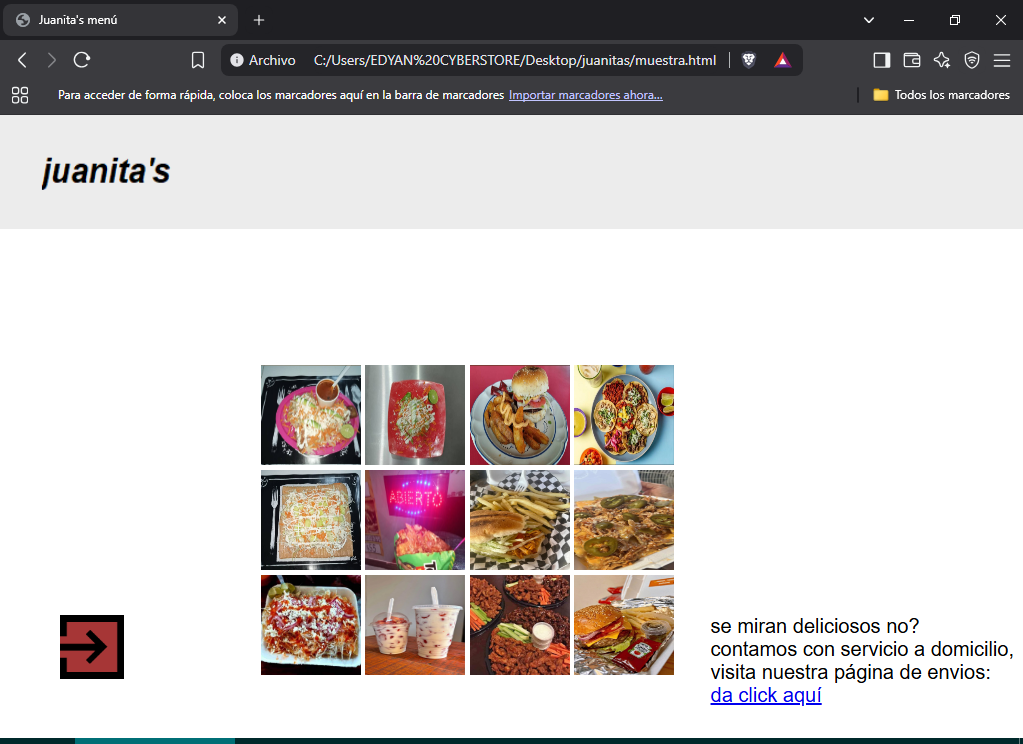 Juanita's menú
Archivo C:/Users/EDYAN%20CYBERSTORE/Desktop/juanitas/muestra.html
Para acceder de forma rápida, coloca los marcadores aquí en la barra de marcadores Importar marcadores ahora...
Todos los marcadores
juanita's
ABIERTO
se miran deliciosos no?
contamos con servicio a domicilio,
visita nuestra página de envios:
da click aquí